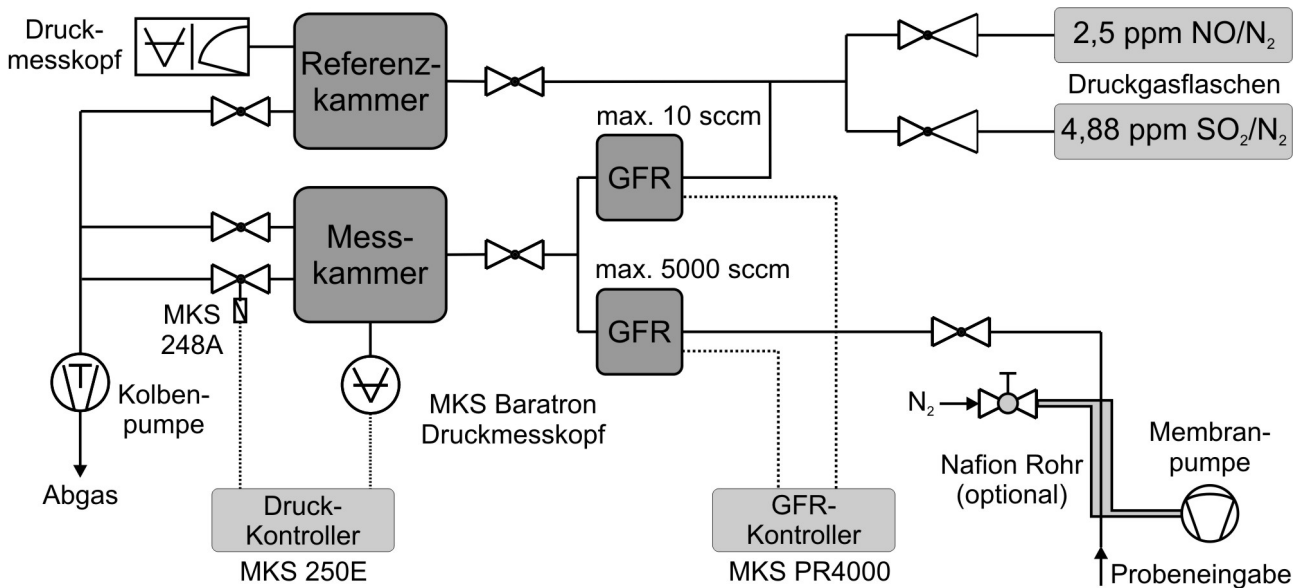 Druck-
messkopf
Referenz-
kammer
2,5 ppm NO/N₂
Druckgasflaschen
4,88 ppm SO₂/N₂
max. 10 sccm
GFR
Mess-
kammer
max. 5000 sccm
GFR
MKS
248A
Kolben-
pumpe
Abgas
MKS Baratron
Druckmesskopf
N₂
Nafion Rohr
(optional)
Membran-
pumpe
Druck-
Kontroller
MKS 250E
GFR-
Kontroller
MKS PR4000
Probeneingabe